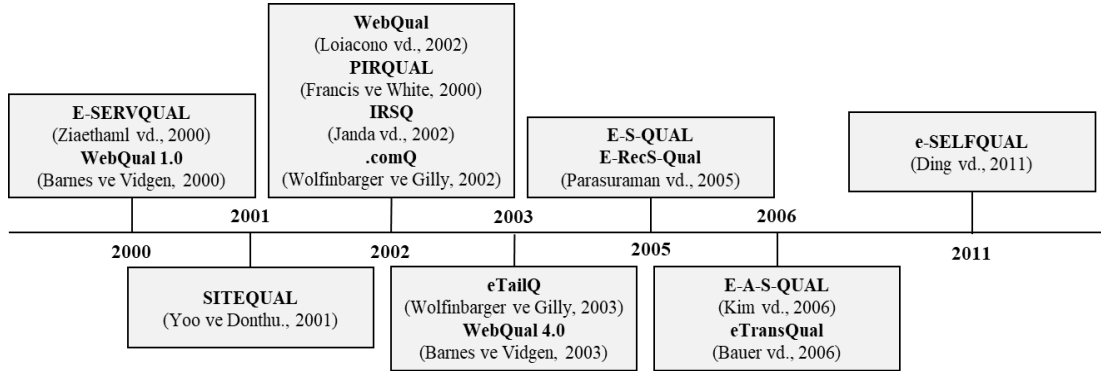 WebQual
(Loiacono vd., 2002)
PIRQUAL
(Francis ve White, 2000)
IRSQ
(Janda vd., 2002)
.comQ
(Wolfinbarger ve Gilly, 2002)
E-SERVQUAL
(Ziaethaml vd., 2000)
WebQual 1.0
(Barnes ve Vidgen, 2000)
E-S-QUAL
E-RecS-Qual
(Parasuraman vd., 2005)
e-SELFQUAL
(Ding vd., 2011)
2001
2003
2006
2000
2002
2005
2011
SITEQUAL
(Yoo ve Donthu., 2001)
eTailQ
(Wolfinbarger ve Gilly, 2003)
WebQual 4.0
(Barnes ve Vidgen, 2003)
E-A-S-QUAL
(Kim vd., 2006)
eTransQual
(Bauer vd., 2006)